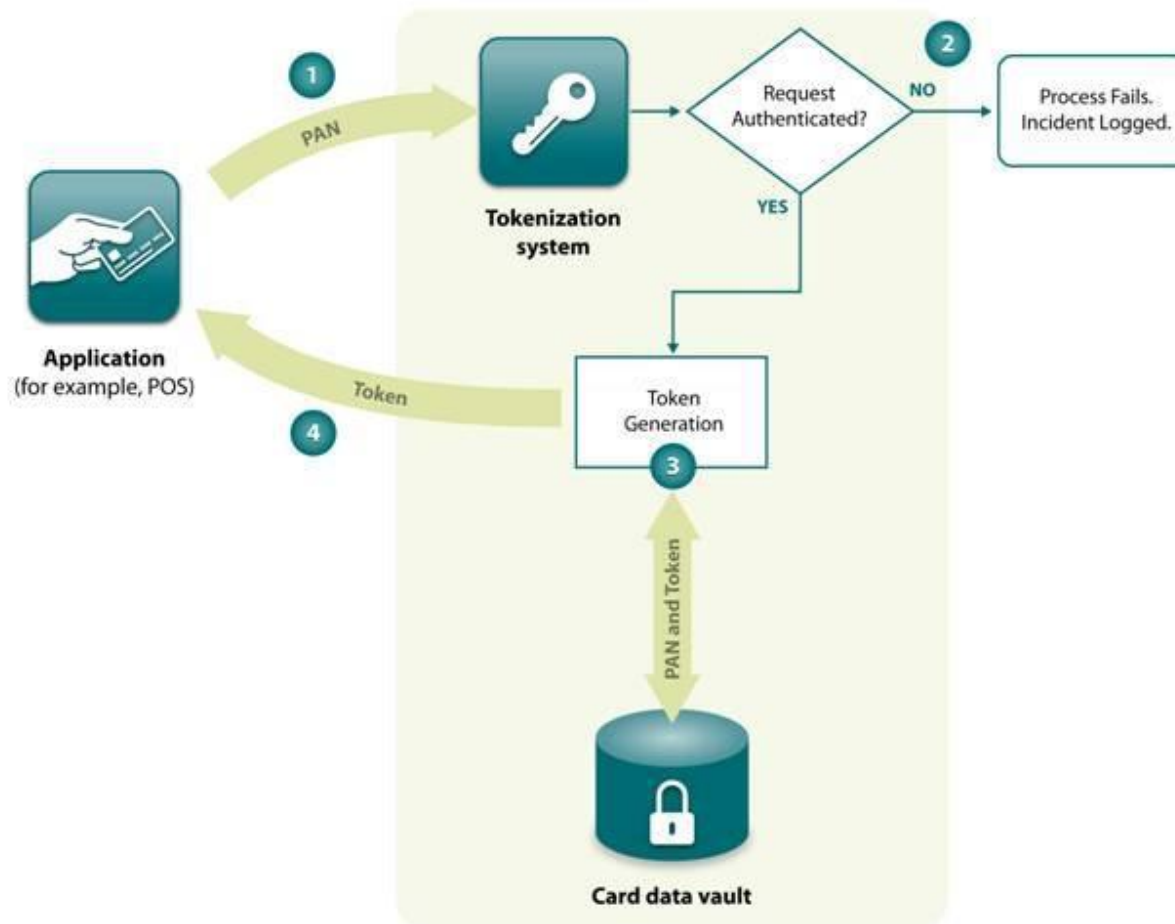 1
PAN
Tokenization
system
Request
Authenticated?
2
NO
Process Fails.
Incident Logged.
YES
Application
(for example, POS)
Token
4
Token
Generation
3
PAN and Token
Card data vault